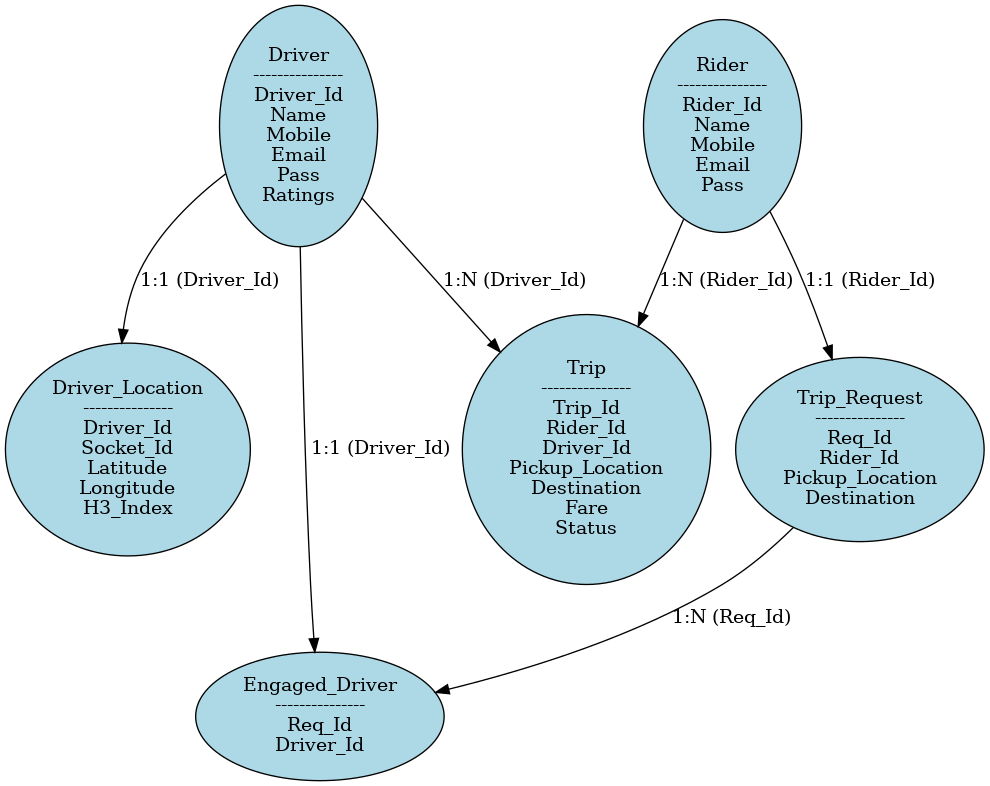 Driver
---------------
Driver_Id
Name
Mobile
Email
Pass
Ratings
Rider
---------------
Rider_Id
Name
Mobile
Email
Pass
1:1 (Driver_Id)
1:N (Driver_Id)
1:N (Rider_Id)
1:1 (Rider_Id)
Driver_Location
---------------
Driver_Id
Socket_Id
Latitude
Longitude
H3_Index
1:1 (Driver_Id)
Trip
---------------
Trip_Id
Rider_Id
Driver_Id
Pickup_Location
Destination
Fare
Status
Trip_Request
---------------
Req_Id
Rider_Id
Pickup_Location
Destination
1:N (Req_Id)
Engaged_Driver
---------------
Req_Id
Driver_Id